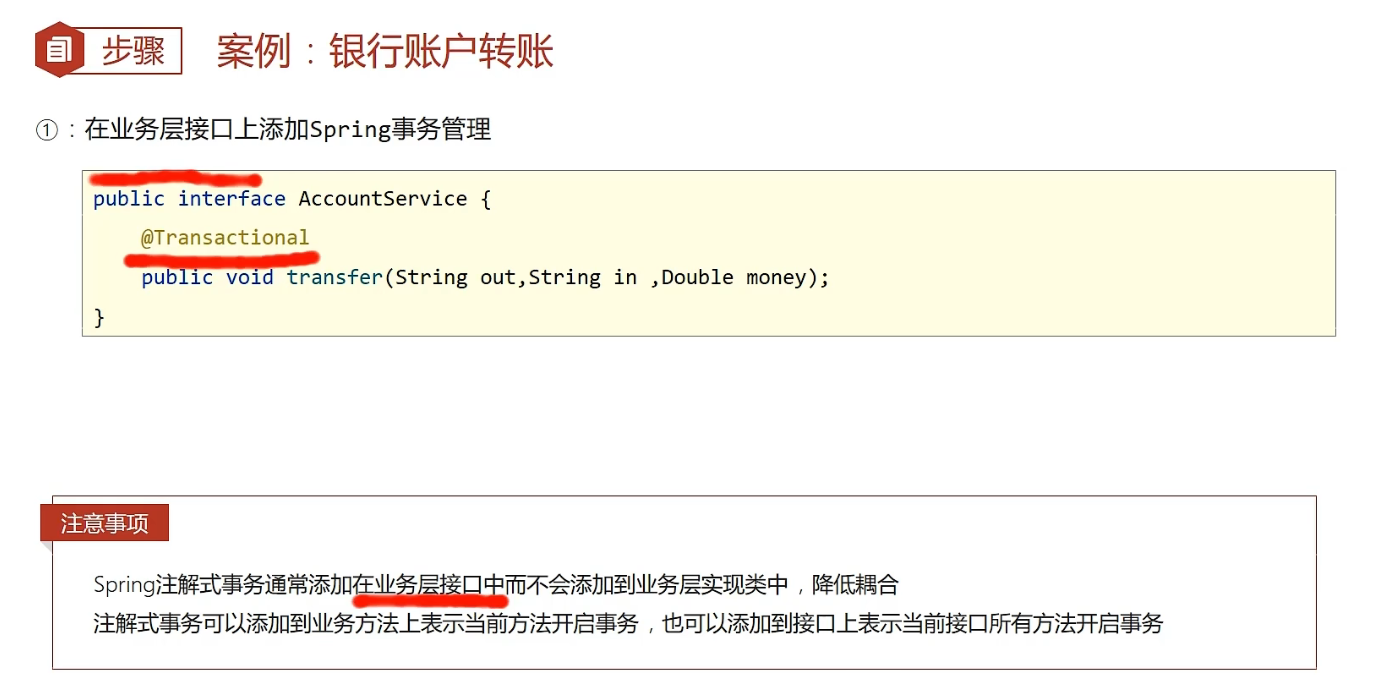 步骤 案例：银行账户转账
①：在业务层接口上添加Spring事务管理
public interface AccountService {
@Transactional
public void transfer(String out,String in ,Double money);
}
注意事项
Spring注解式事务通常添加在业务层接口中而不会添加到业务层实现类中，降低耦合
注解式事务可以添加到业务方法上表示当前方法开启事务，也可以添加到接口上表示当前接口所有方法开启事务